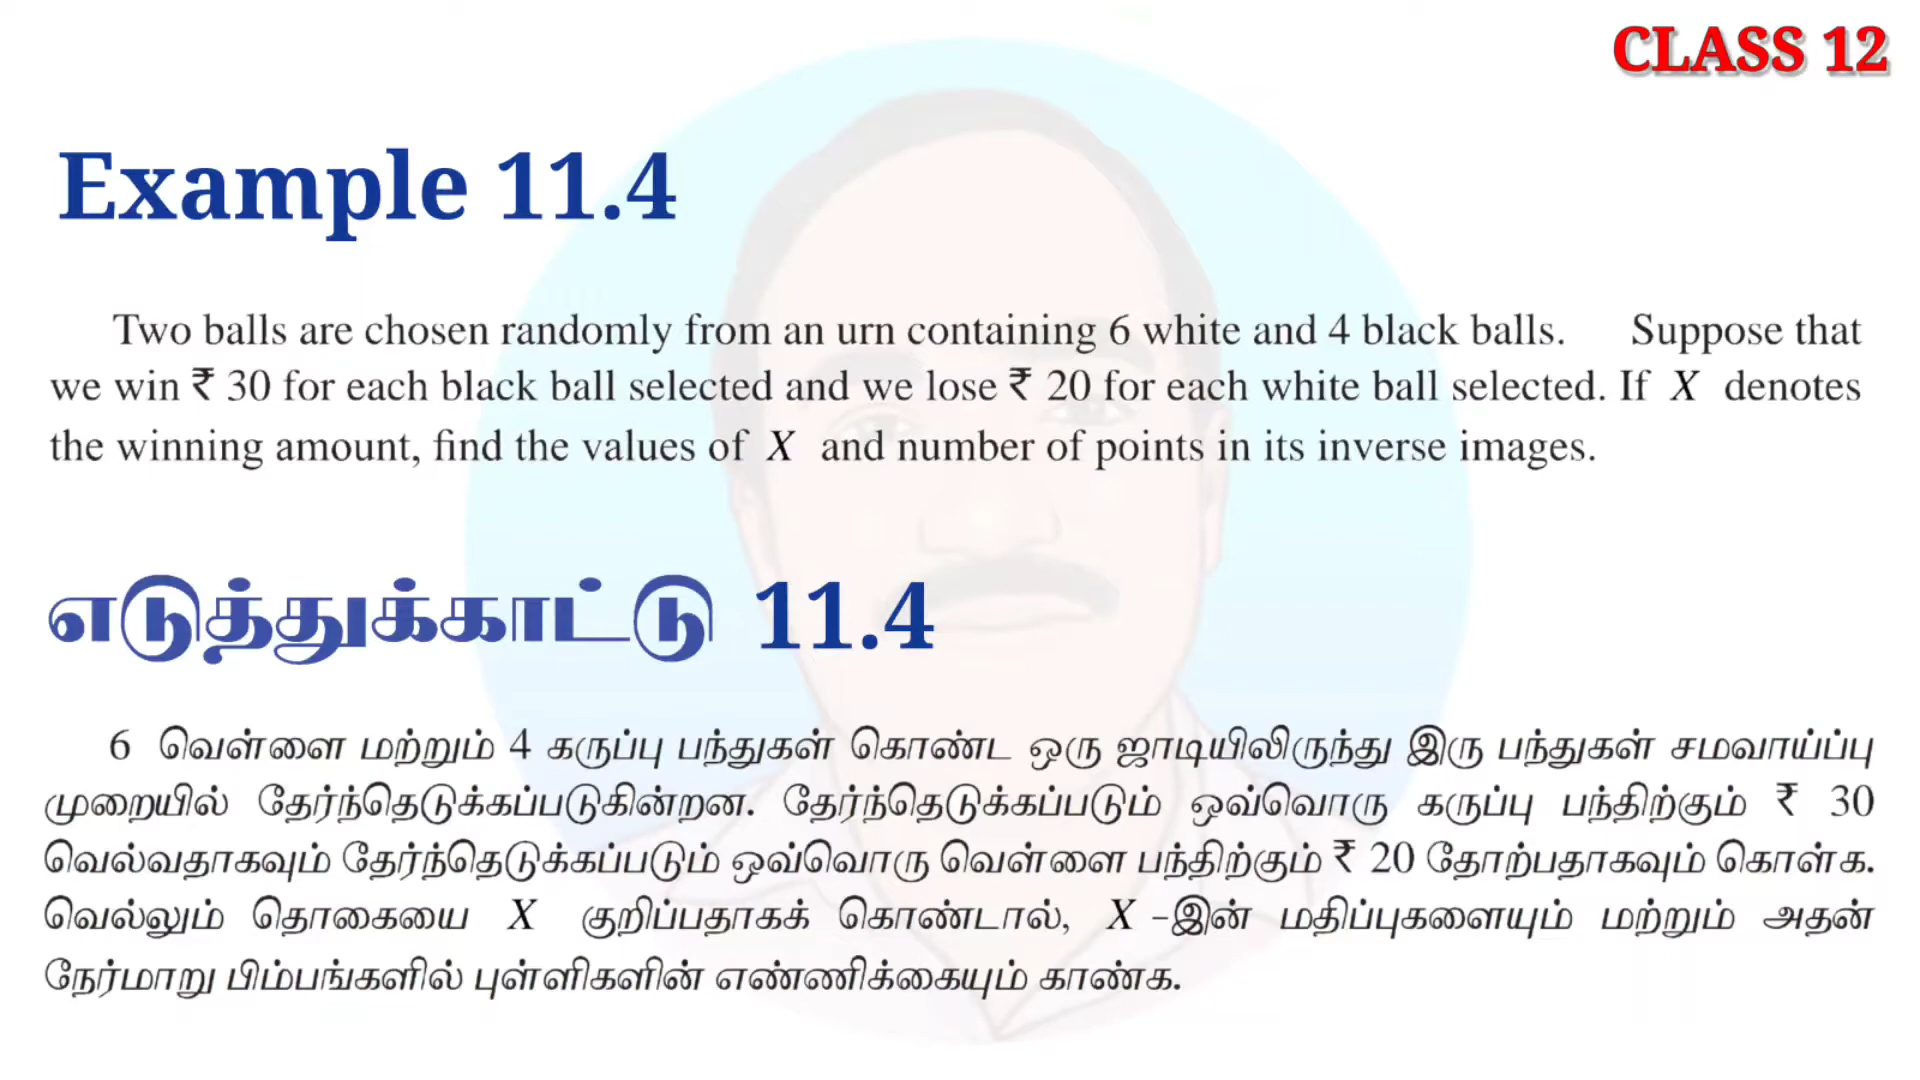 CLASS 12
Example 11.4
Two balls are chosen randomly from an urn containing 6 white and 4 black balls. Suppose that
we win ₹ 30 for each black ball selected and we lose ₹ 20 for each white ball selected. If X denotes
the winning amount, find the values of X and number of points in its inverse images.
எடுத்துக்காட்டு 11.4
6 வெள்ளை மற்றும் 4 கருப்பு பந்துகள் கொண்ட ஒரு ஜாடியிலிருந்து இரு பந்துகள் சமவாய்ப்பு
முறையில் தேர்ந்தெடுக்கப்படுகின்றன. தேர்ந்தெடுக்கப்படும் ஒவ்வொரு கருப்பு பந்திற்கும் ₹ 30
வெல்வதாகவும் தேர்ந்தெடுக்கப்படும் ஒவ்வொரு வெள்ளை பந்திற்கும் ₹ 20 தோற்பதாகவும் கொள்க.
வெல்லும் தொகையை X குறிப்பதாகக் கொண்டால், X -இன் மதிப்புகளையும் மற்றும் அதன்
நேர்மாறு பிம்பங்களில் புள்ளிகளின் எண்ணிக்கையும் காண்க.